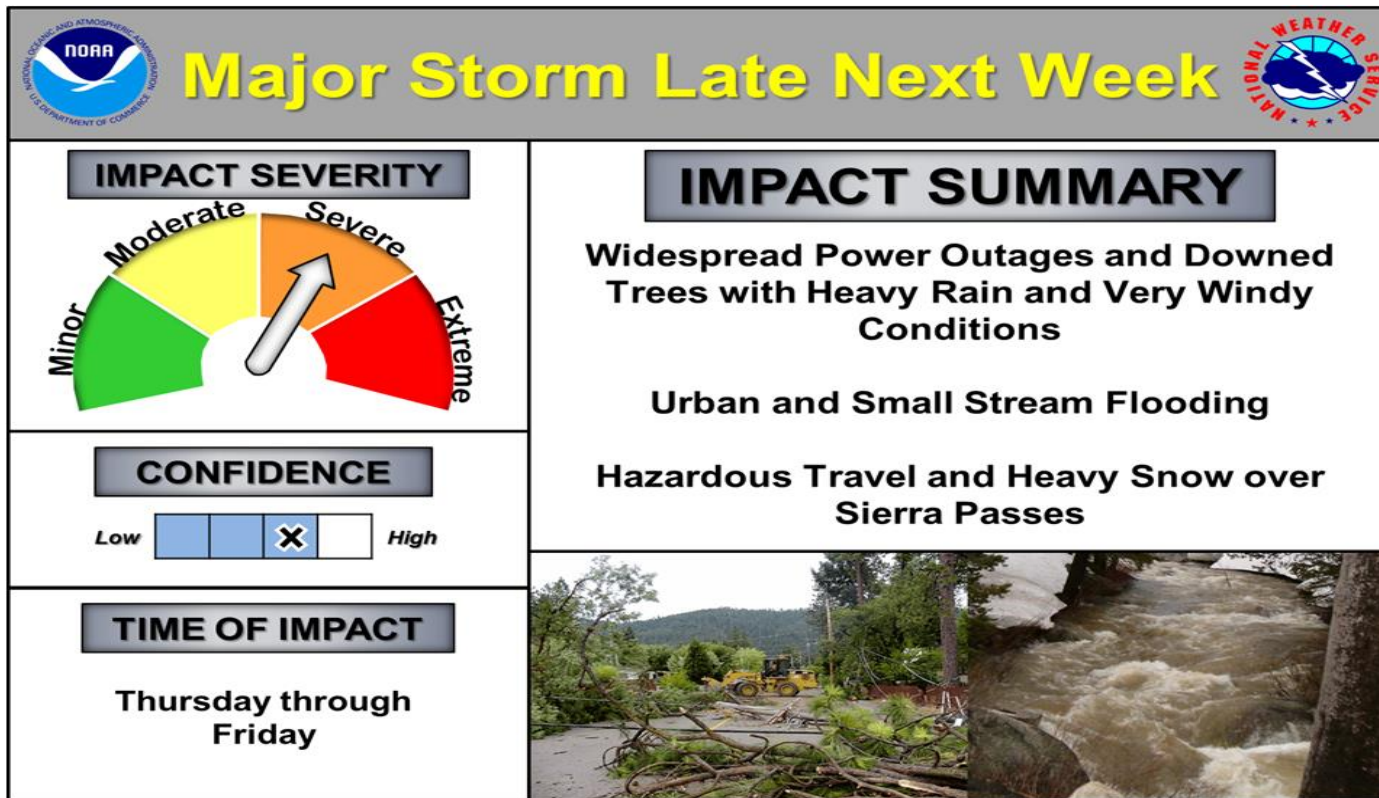 NATIONAL OCEANIC AND ATMOSPHERIC ADMINISTRATION
U.S. DEPARTMENT OF COMMERCE
NOAA
Major Storm Late Next Week
NATIONAL WEATHER SERVICE
IMPACT SEVERITY
Minor
Moderate
Severe
Extreme
CONFIDENCE
Low
High
TIME OF IMPACT
Thursday through
Friday
IMPACT SUMMARY
Widespread Power Outages and Downed
Trees with Heavy Rain and Very Windy
Conditions
Urban and Small Stream Flooding
Hazardous Travel and Heavy Snow over
Sierra Passes